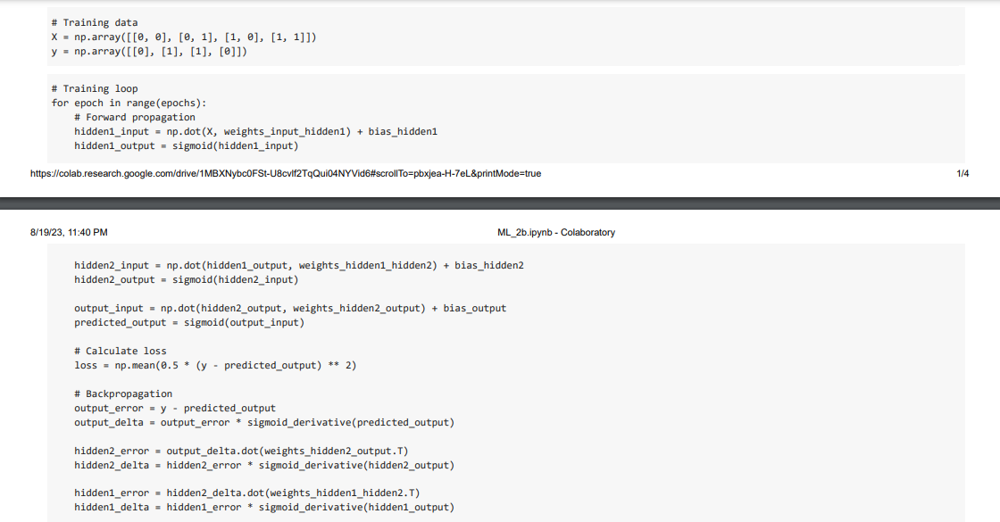 # Training data
X = np.array([[0, 0], [0, 1], [1, 0], [1, 1]])
y = np.array([[0], [1], [1], [0]])
# Training loop
for epoch in range(epochs):
    # Forward propagation
    hidden1_input = np.dot(X, weights_input_hidden1) + bias_hidden1
    hidden1_output = sigmoid(hidden1_input)
https://colab.research.google.com/drive/1MBXNybc0FSt-U8cvlf2TqQui04NYVid6#scrollTo=pbxjea-H-7eL&printMode=true 1/4
8/19/23, 11:40 PM ML_2b.ipynb - Colaboratory
    hidden2_input = np.dot(hidden1_output, weights_hidden1_hidden2) + bias_hidden2
    hidden2_output = sigmoid(hidden2_input)
    output_input = np.dot(hidden2_output, weights_hidden2_output) + bias_output
    predicted_output = sigmoid(output_input)
    # Calculate loss
    loss = np.mean(0.5 * (y - predicted_output) ** 2)
    # Backpropagation
    output_error = y - predicted_output
    output_delta = output_error * sigmoid_derivative(predicted_output)
    hidden2_error = output_delta.dot(weights_hidden2_output.T)
    hidden2_delta = hidden2_error * sigmoid_derivative(hidden2_output)
    hidden1_error = hidden2_delta.dot(weights_hidden1_hidden2.T)
    hidden1_delta = hidden1_error * sigmoid_derivative(hidden1_output)